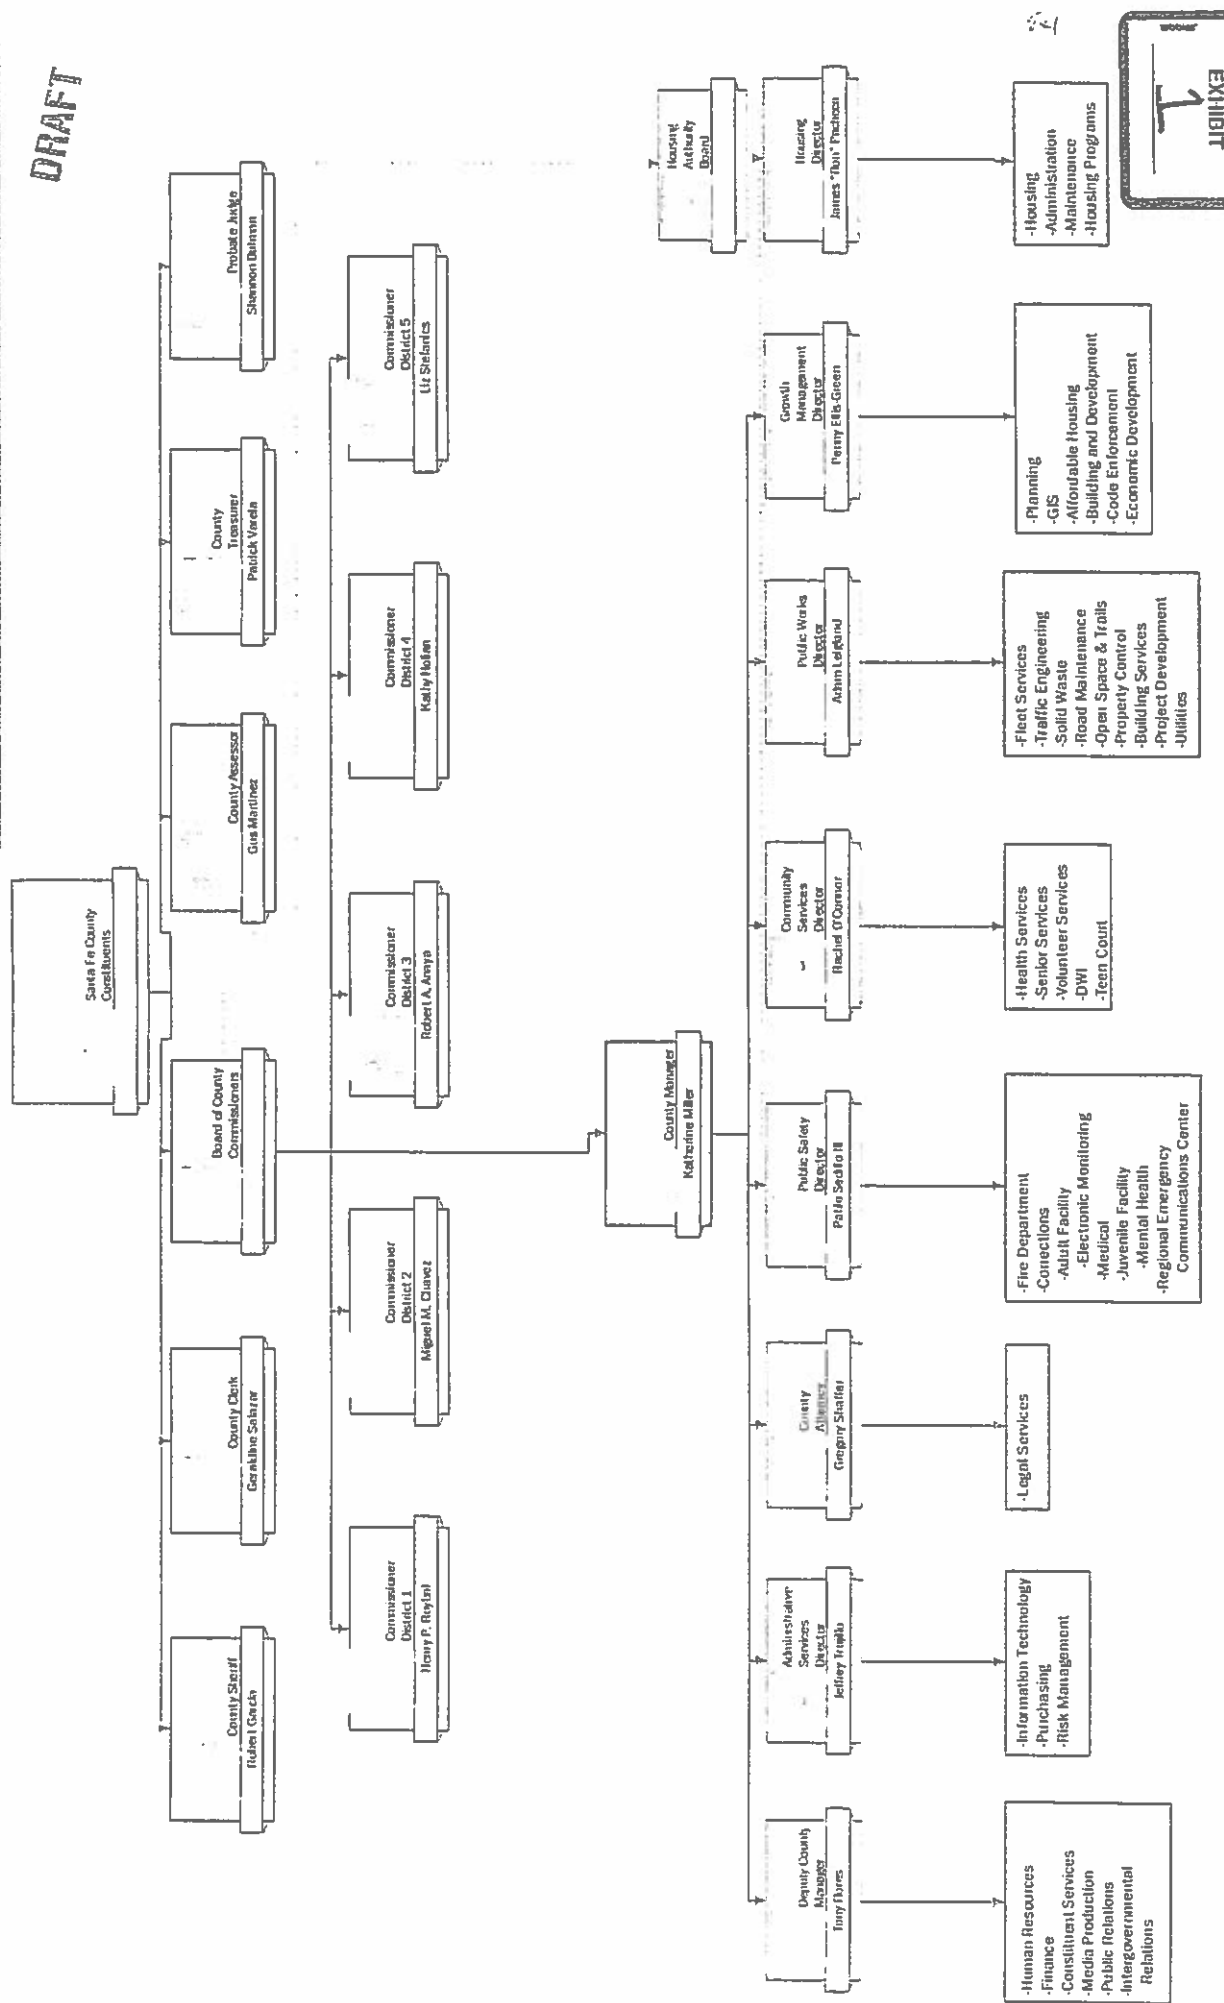 DRAFT
Santa Fe County
Constituents
County Sheriff
Robert Garcia
County Clerk
Geraldine Salazar
Board of County
Commissioners
County Assessor
Gus Martinez
County
Treasurer
Patrick Varela
Probate Judge
Shannon
Commissioner
District 1
Henry P. Roybal
Commissioner
District 2
Miguel M. Chavez
Commissioner
District 3
Robert A. Anaya
Commissioner
District 4
Kathy Holian
Commissioner
District 5
Liz Stefanics
County Manager
Katherine Miller
Housing
Authority
Board
Deputy County
Manager
Tony Flores
Administrative
Services
Director
Jeffrey Trujillo
County
Attorney
Gregory Shaffer
Public Safety
Director
Pablo Sedillo III
Community
Services
Director
Rachel O'Connor
Public Works
Director
Adam Leigland
Growth
Management
Director
Penny Ellis-Green
Housing
Director
James "Ron" Pacheco
-Human Resources
-Finance
-Constituent Services
-Media Production
-Public Relations
-Intergovernmental
Relations
-Information Technology
-Purchasing
-Risk Management
-Legal Services
-Fire Department
-Corrections
-Adult Facility
-Electronic Monitoring
-Medical
-Juvenile Facility
-Mental Health
-Regional Emergency
Communications Center
-Health Services
-Senior Services
-Volunteer Services
-DWI
-Teen Court
-Fleet Services
-Traffic Engineering
-Solid Waste
-Road Maintenance
-Open Space & Trails
-Property Control
-Building Services
-Project Development
-Utilities
-Planning
-GIS
-Affordable Housing
-Building and Development
-Code Enforcement
-Economic Development
-Housing
-Administration
-Maintenance
-Housing Programs
EXHIBIT
1